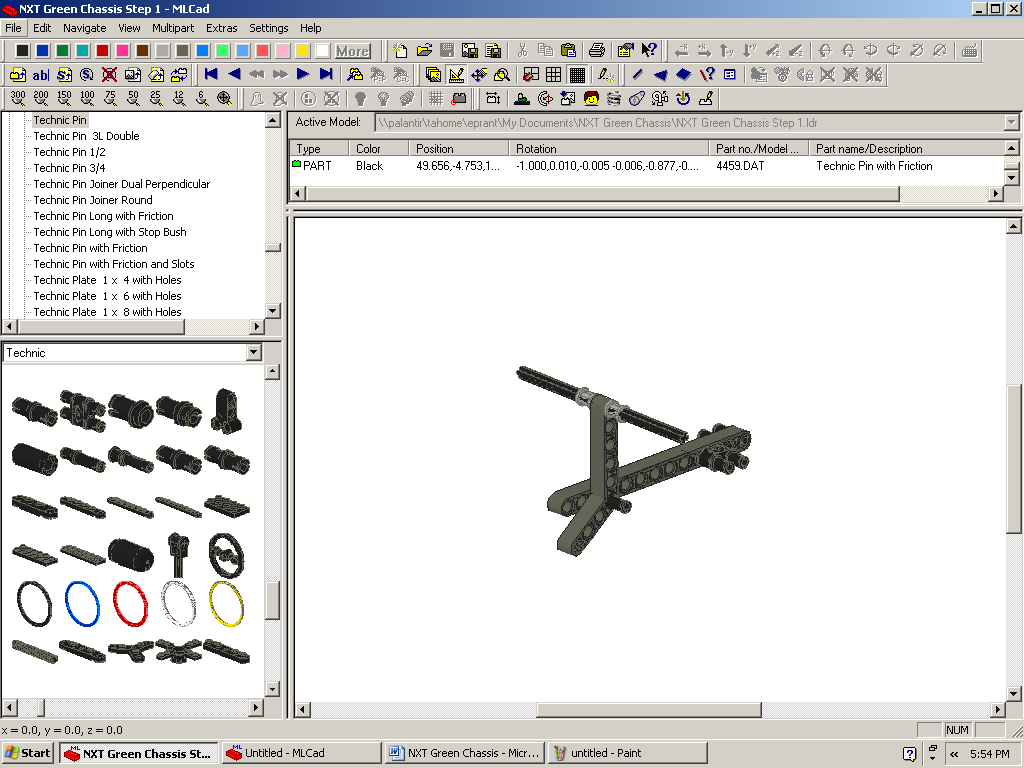 NXT Green Chassis Step 1 - MLCad
File Edit Navigate View Multipart Extras Settings Help
More
ab|
300 200 150 100 75 50 25 12 6
Technic Pin
Technic Pin 3L Double
Technic Pin 1/2
Technic Pin 3/4
Technic Pin Joiner Dual Perpendicular
Technic Pin Joiner Round
Technic Pin Long with Friction
Technic Pin Long with Stop Bush
Technic Pin with Friction
Technic Pin with Friction and Slots
Technic Plate 1 x 4 with Holes
Technic Plate 1 x 6 with Holes
Technic Plate 1 x 8 with Holes
Technic
Active Model: \\palantir\tahome\eprant\My Documents\NXT Green Chassis\NXT Green Chassis Step 1.ldr
Type Color Position Rotation Part no./Model ... Part name/Description
PART Black 49.656,-4.753,1... -1.000,0.010,-0.005 -0.006,-0.877,-0.... 4459.DAT Technic Pin with Friction
x = 0.0, y = 0.0, z = 0.0
NUM
Start NXT Green Chassis St... Untitled - MLCad NXT Green Chassis - Micr... untitled - Paint « 5:54 PM